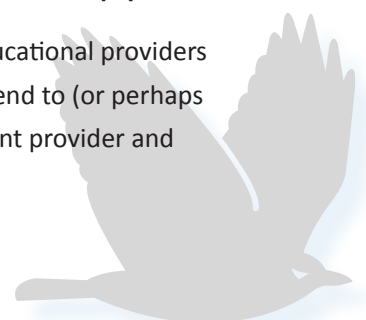 ucational providers
end to (or perhaps
nt provider and